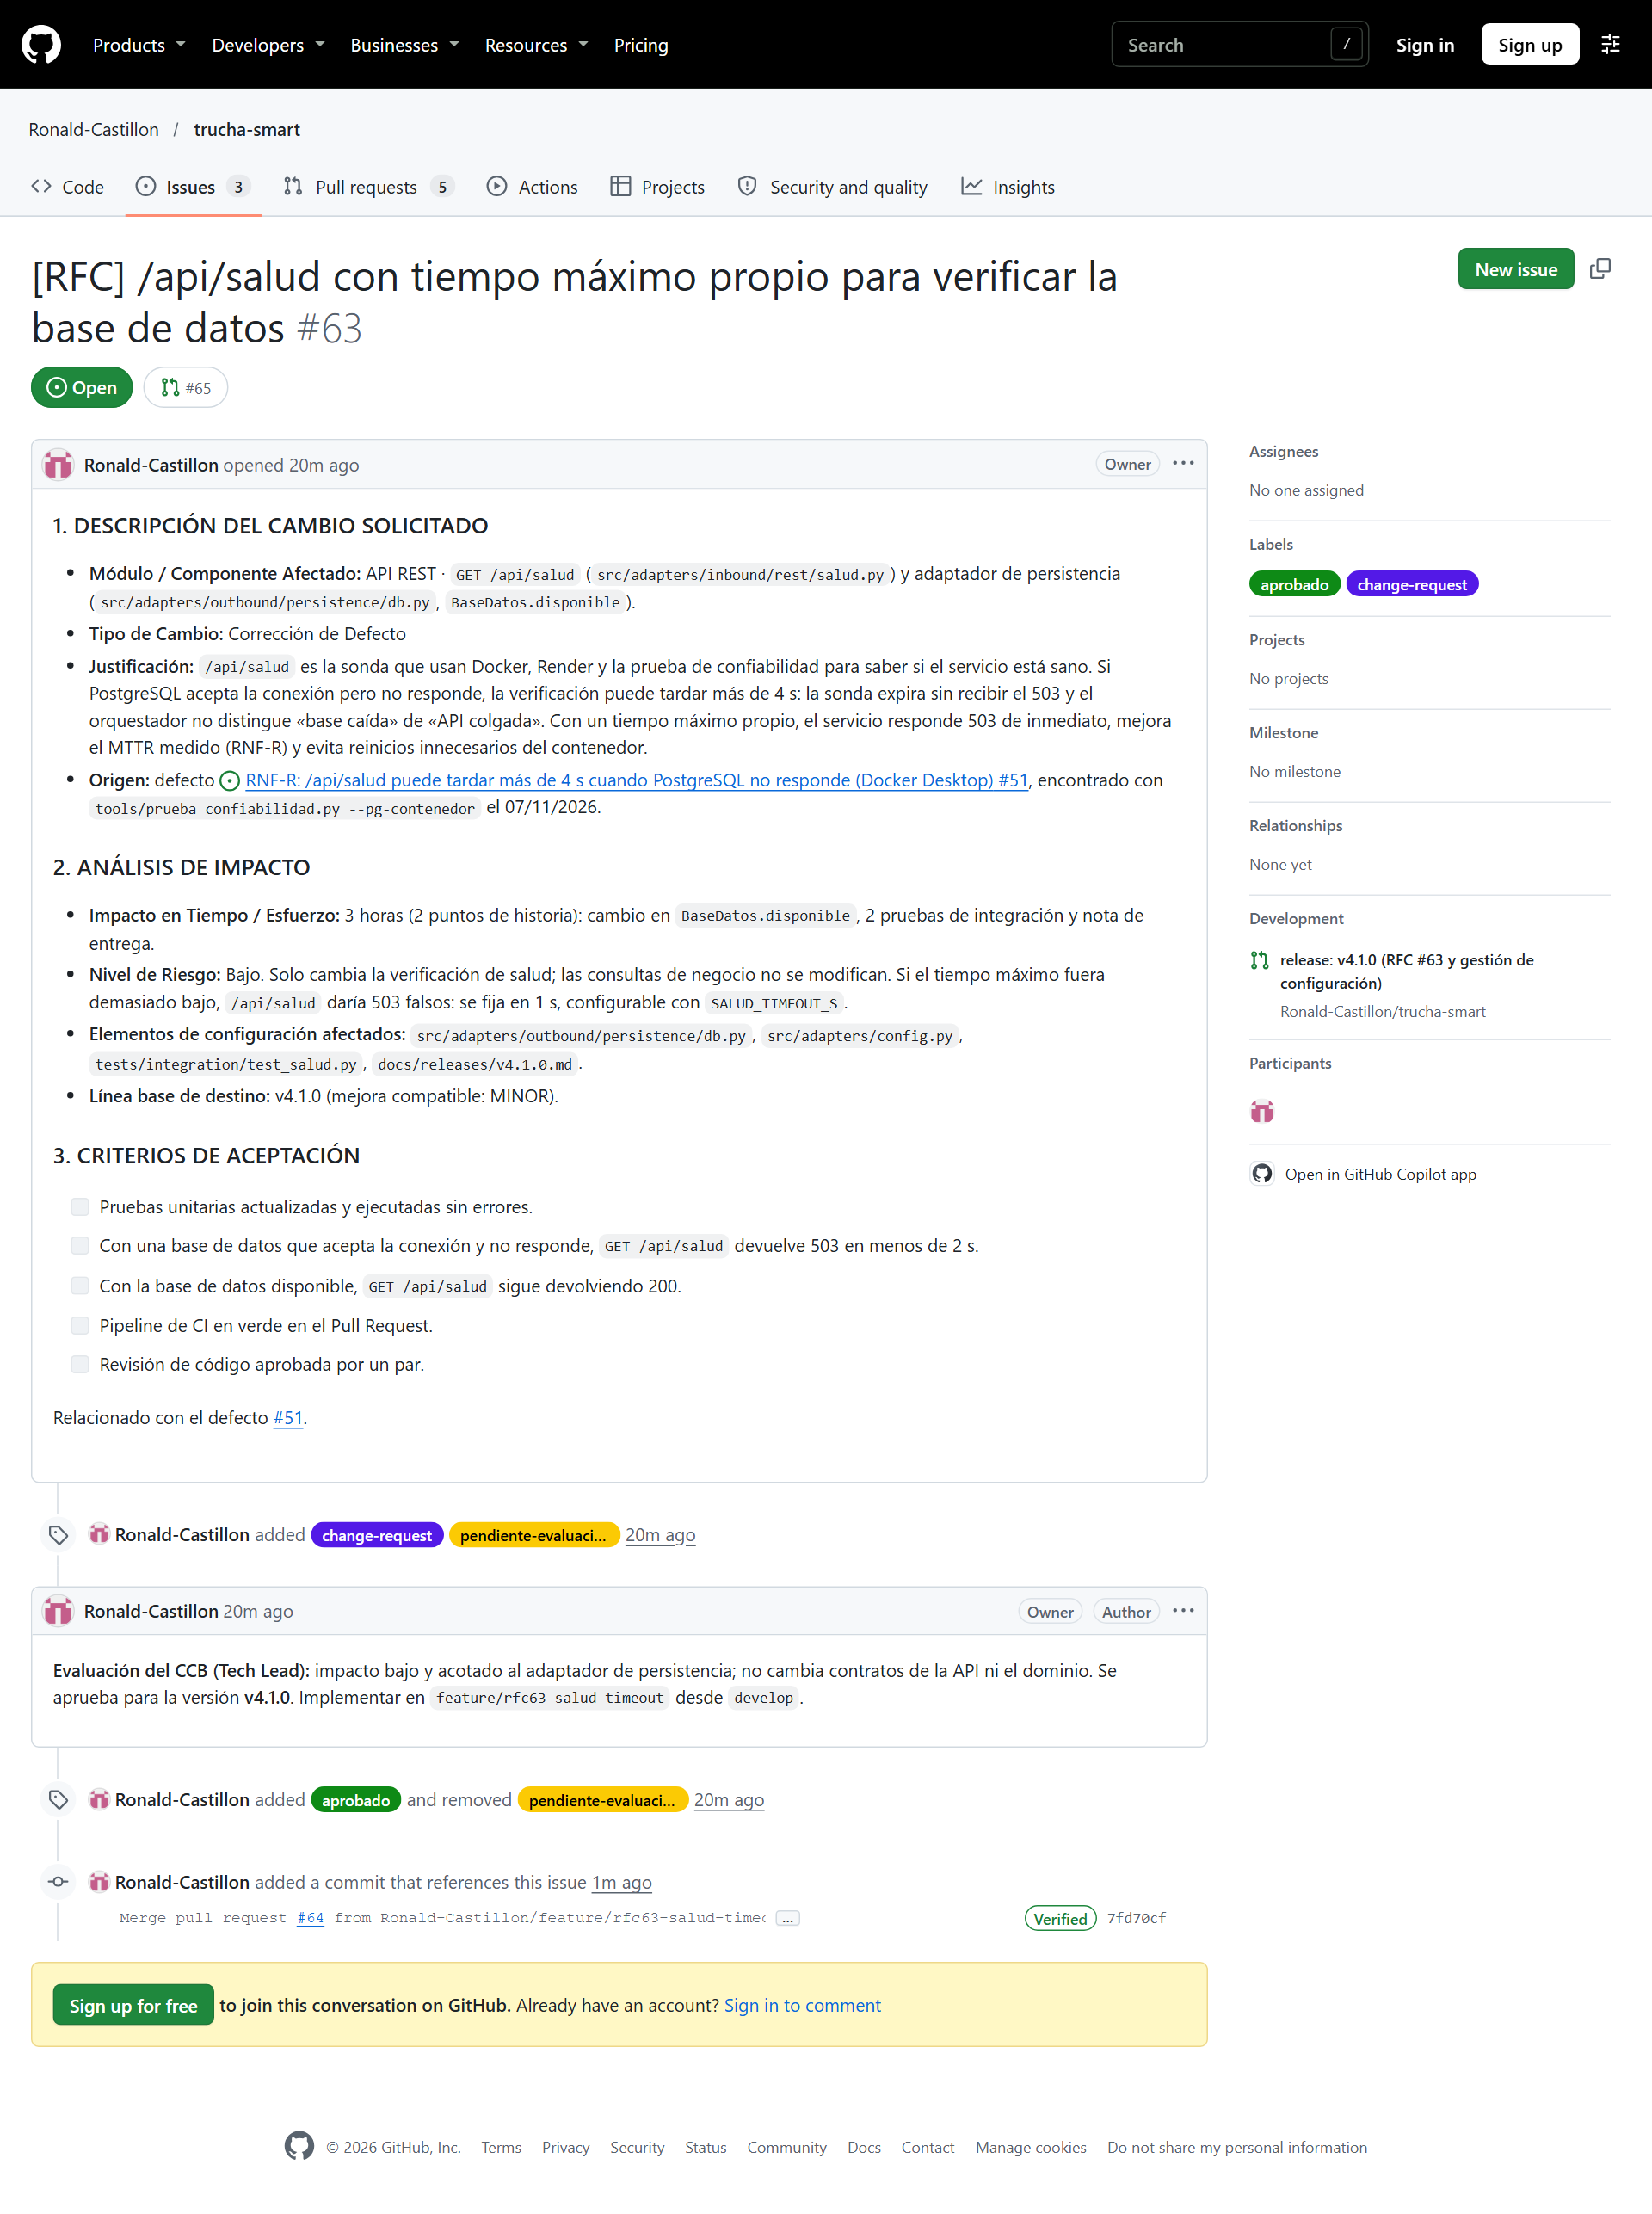 Products Developers Businesses Resources Pricing Search / Sign in Sign up
Ronald-Castillon / trucha-smart
Code Issues 3 Pull requests 5 Actions Projects Security and quality Insights
[RFC] /api/salud con tiempo máximo propio para verificar la
base de datos #63
New issue
Open #65
Ronald-Castillon opened 20m ago Owner ...
1. DESCRIPCIÓN DEL CAMBIO SOLICITADO
• Módulo / Componente Afectado: API REST · GET /api/salud ( src/adapters/inbound/rest/salud.py ) y adaptador de persistencia
( src/adapters/outbound/persistence/db.py , BaseDatos.disponible ).
• Tipo de Cambio: Corrección de Defecto
• Justificación: /api/salud es la sonda que usan Docker, Render y la prueba de confiabilidad para saber si el servicio está sano. Si
PostgreSQL acepta la conexión pero no responde, la verificación puede tardar más de 4 s: la sonda expira sin recibir el 503 y el
orquestador no distingue «base caída» de «API colgada». Con un tiempo máximo propio, el servicio responde 503 de inmediato, mejora
el MTTR medido (RNF-R) y evita reinicios innecesarios del contenedor.
• Origen: defecto RNF-R: /api/salud puede tardar más de 4 s cuando PostgreSQL no responde (Docker Desktop) #51, encontrado con
tools/prueba_confiabilidad.py --pg-contenedor el 07/11/2026.
2. ANÁLISIS DE IMPACTO
• Impacto en Tiempo / Esfuerzo: 3 horas (2 puntos de historia): cambio en BaseDatos.disponible , 2 pruebas de integración y nota de
entrega.
• Nivel de Riesgo: Bajo. Solo cambia la verificación de salud; las consultas de negocio no se modifican. Si el tiempo máximo fuera
demasiado bajo, /api/salud daría 503 falsos: se fija en 1 s, configurable con SALUD_TIMEOUT_S .
• Elementos de configuración afectados: src/adapters/outbound/persistence/db.py , src/adapters/config.py ,
tests/integration/test_salud.py , docs/releases/v4.1.0.md .
• Línea base de destino: v4.1.0 (mejora compatible: MINOR).
3. CRITERIOS DE ACEPTACIÓN
Pruebas unitarias actualizadas y ejecutadas sin errores.
Con una base de datos que acepta la conexión y no responde, GET /api/salud devuelve 503 en menos de 2 s.
Con la base de datos disponible, GET /api/salud sigue devolviendo 200.
Pipeline de CI en verde en el Pull Request.
Revisión de código aprobada por un par.
Relacionado con el defecto #51.
Ronald-Castillon added change-request pendiente-evaluaci... 20m ago
Ronald-Castillon 20m ago Owner Author ...
Evaluación del CCB (Tech Lead): impacto bajo y acotado al adaptador de persistencia; no cambia contratos de la API ni el dominio. Se
aprueba para la versión v4.1.0. Implementar en feature/rfc63-salud-timeout desde develop .
Ronald-Castillon added aprobado and removed pendiente-evaluaci... 20m ago
Ronald-Castillon added a commit that references this issue 1m ago
Merge pull request #64 from Ronald-Castillon/feature/rfc63-salud-timeo ... Verified 7fd70cf
Sign up for free to join this conversation on GitHub. Already have an account? Sign in to comment
Assignees
No one assigned
Labels
aprobado change-request
Projects
No projects
Milestone
No milestone
Relationships
None yet
Development
release: v4.1.0 (RFC #63 y gestión de
configuración)
Ronald-Castillon/trucha-smart
Participants
Open in GitHub Copilot app
© 2026 GitHub, Inc. Terms Privacy Security Status Community Docs Contact Manage cookies Do not share my personal information